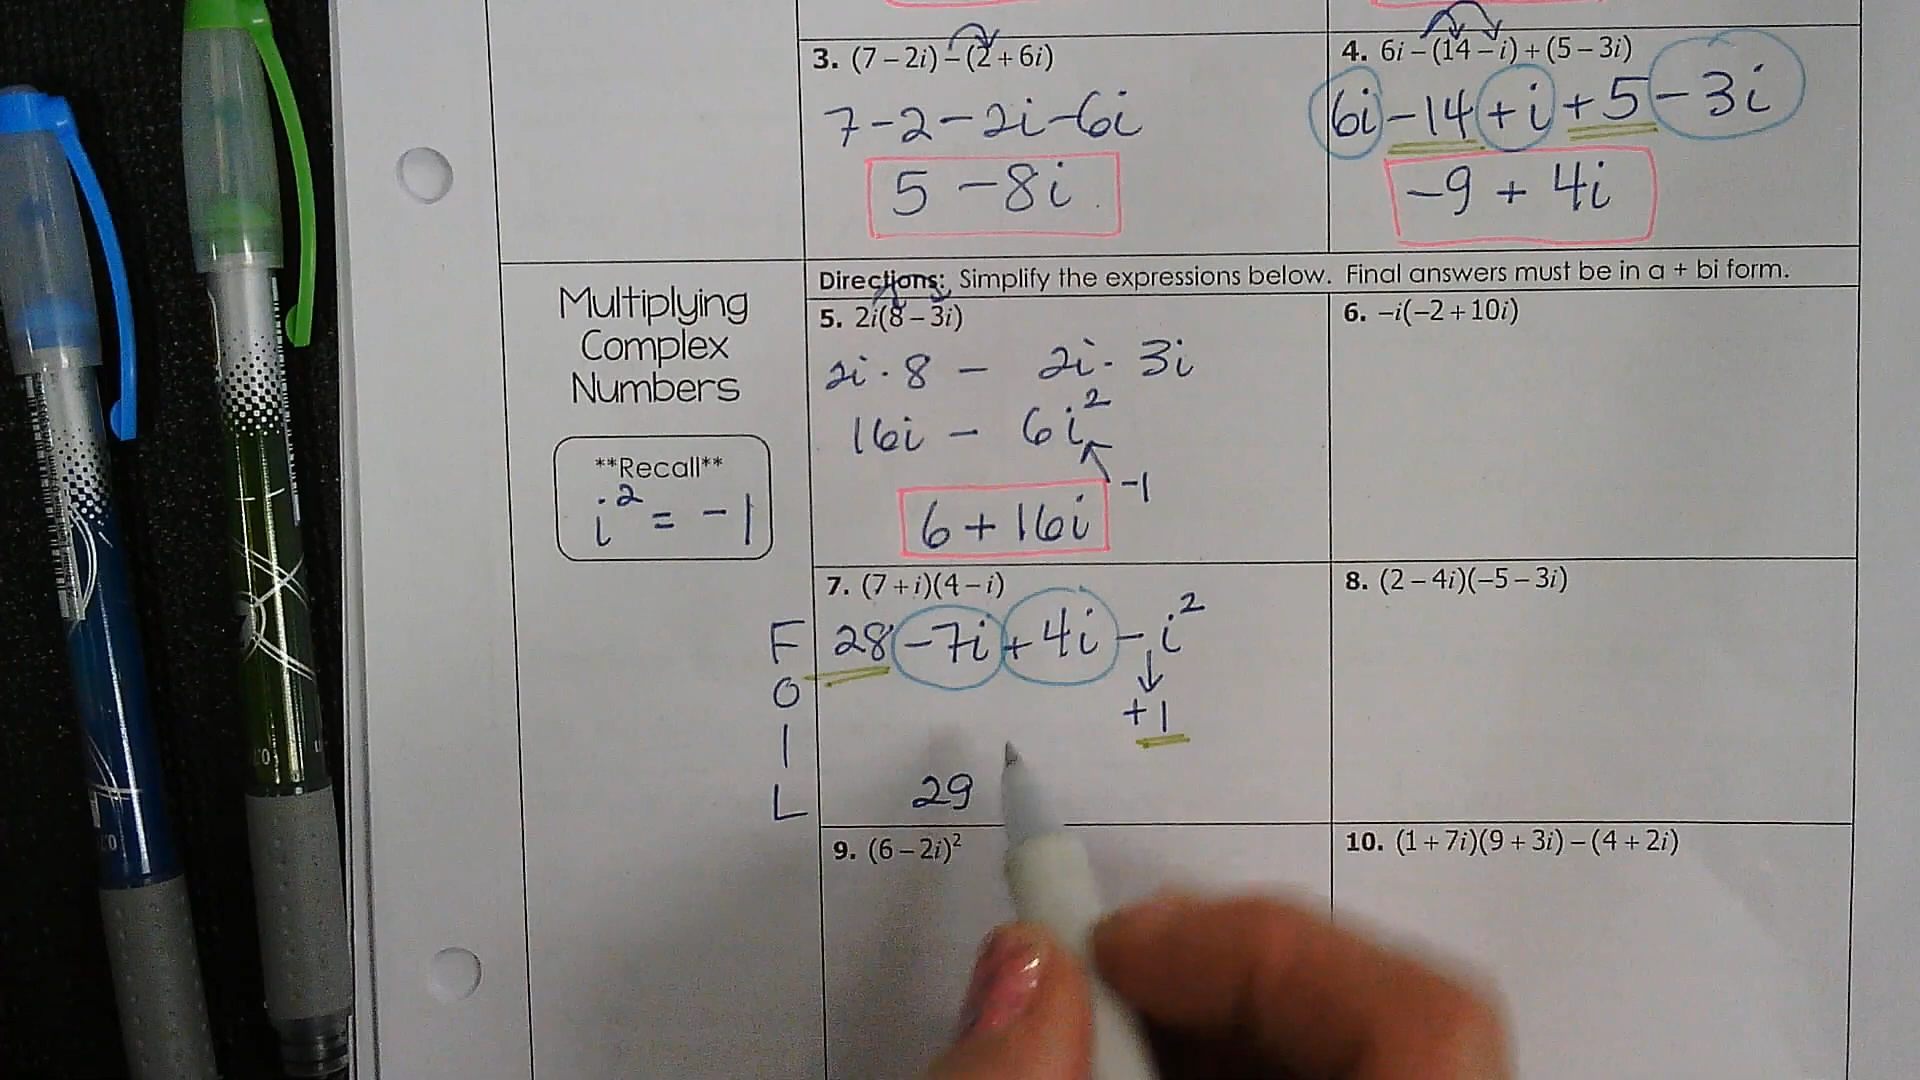 3. (7 – 2i) – (2 + 6i)
7 - 2 - 2i - 6i
5 - 8i
4. 6i – (14 – i) + (5 – 3i)
6i - 14 + i + 5 - 3i
-9 + 4i
Multiplying
Complex
Numbers
**Recall**
i² = -1
Directions: Simplify the expressions below. Final answers must be in a + bi form.
5. 2i(8 – 3i)
2i · 8 - 2i · 3i
16i - 6i²
-1
6 + 16i
6. –i(–2 + 10i)
7. (7 + i)(4 – i)
F
O
I
L
28 - 7i + 4i - i²
+1
29
8. (2 – 4i)(–5 – 3i)
9. (6 – 2i)²
10. (1 + 7i)(9 + 3i) – (4 + 2i)